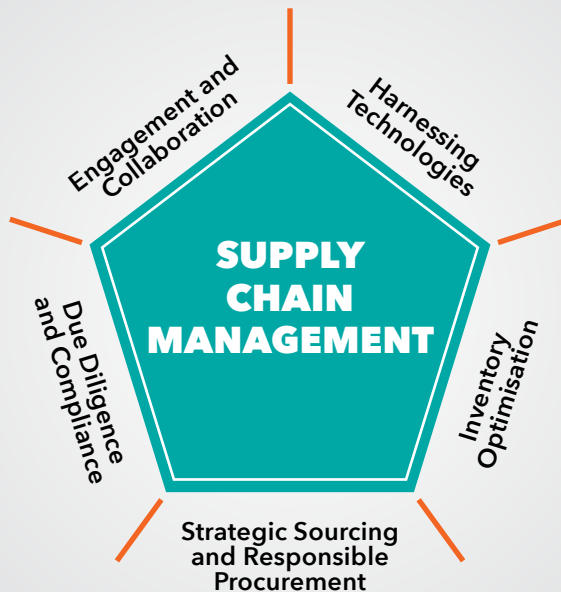 Engagement and
Collaboration
Harnessing
Technologies
SUPPLY
CHAIN
MANAGEMENT
Due Diligence
and Compliance
Inventory
Optimisation
Strategic Sourcing
and Responsible
Procurement